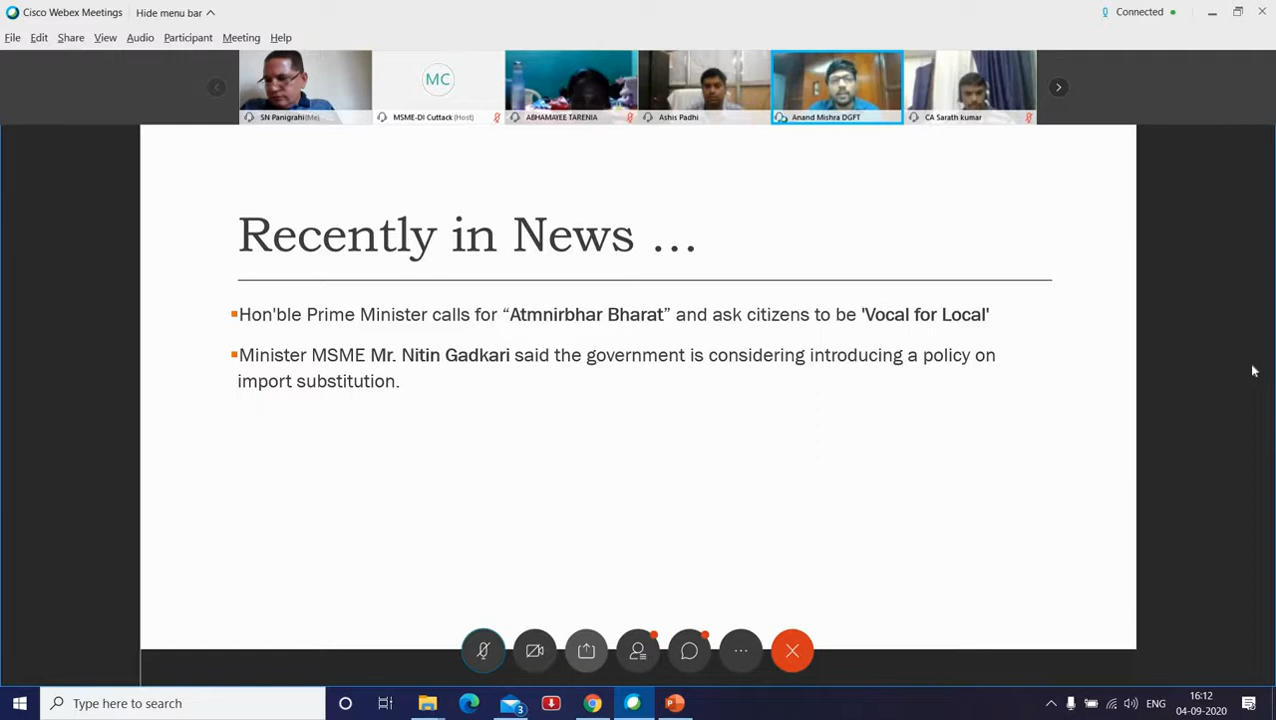 Cisco Webex Meetings
Hide menu bar
Connected
File Edit Share View Audio Participant Meeting Help
MC
SN Panigrahi(Me)
MSME-DI Cuttack (Host)
ABHAMAYEE TARENIA
Ashis Padhi
Anand Mishra DGFT
CA Sarath kumar
Recently in News ...
Hon'ble Prime Minister calls for “Atmnirbhar Bharat” and ask citizens to be 'Vocal for Local'
Minister MSME Mr. Nitin Gadkari said the government is considering introducing a policy on
import substitution.
Type here to search
3
ENG
16:12
04-09-2020